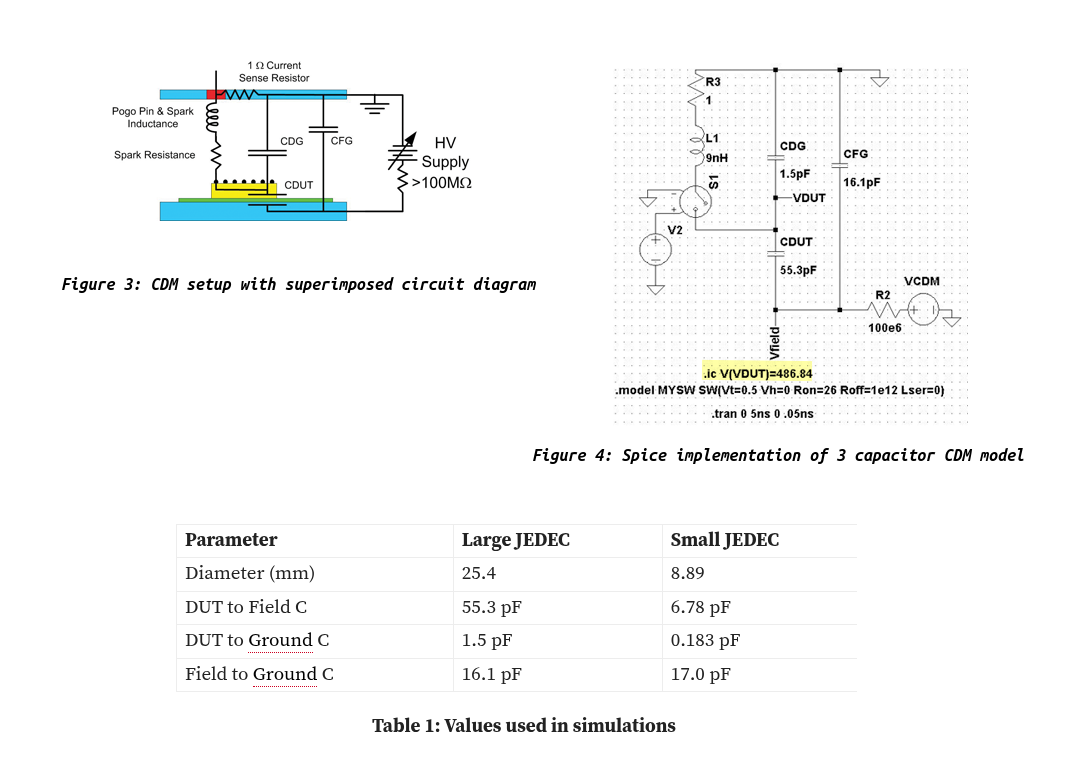 1 Ω Current
Sense Resistor
Pogo Pin & Spark
Inductance
Spark Resistance
CDG
CFG
CDUT
HV
Supply
>100MΩ
Figure 3: CDM setup with superimposed circuit diagram
R3
1
L1
9nH
S1
V2
CDG
1.5pF
VDUT
CDUT
55.3pF
CFG
16.1pF
VCDM
R2
100e6
Vfield
.ic V(VDUT)=486.84
.model MYSW SW(Vt=0.5 Vh=0 Ron=26 Roff=1e12 Lser=0)
.tran 0 5ns 0 .05ns
Figure 4: Spice implementation of 3 capacitor CDM model
Parameter Large JEDEC Small JEDEC
Diameter (mm) 25.4 8.89
DUT to Field C 55.3 pF 6.78 pF
DUT to Ground C 1.5 pF 0.183 pF
Field to Ground C 16.1 pF 17.0 pF
Table 1: Values used in simulations